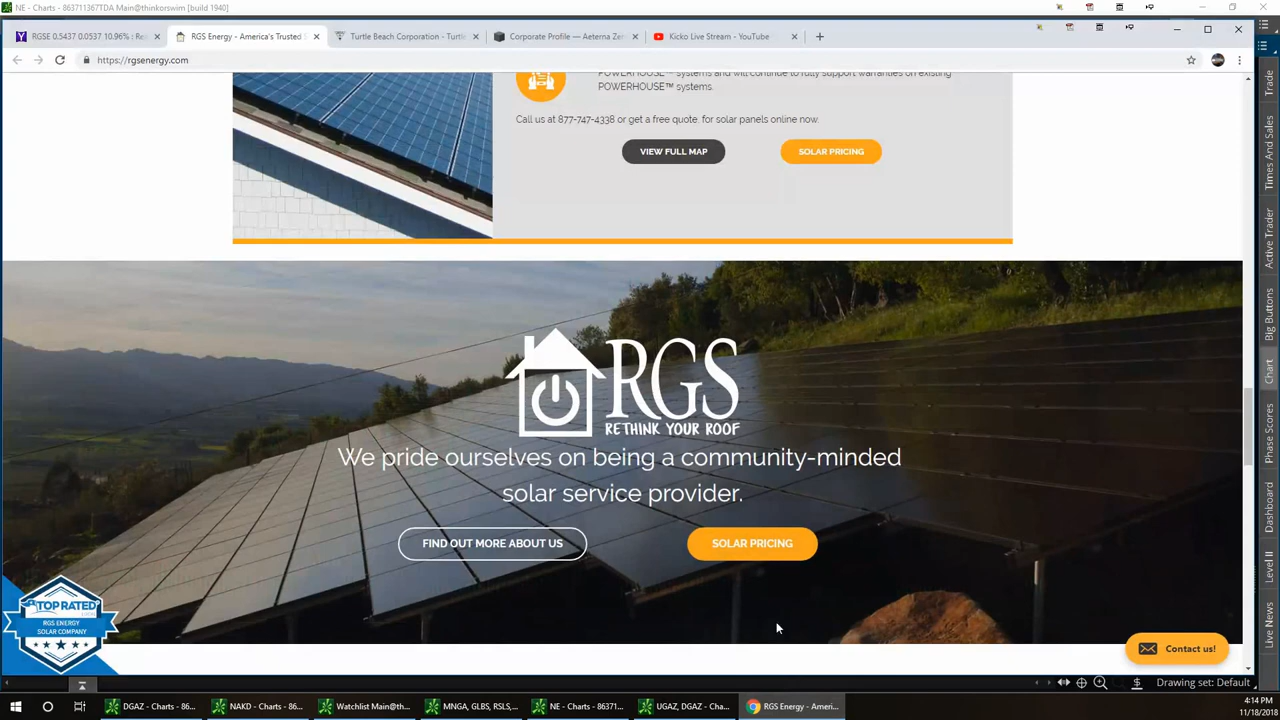 NE - Charts - 863711367TDA Main@thinkorswim [build 1940]
RGSE 0.5437 0.0537 10.96% : Re
RGS Energy - America's Trusted
Turtle Beach Corporation - Turtl
Corporate Profile — Aeterna Zen
Kicko Live Stream - YouTube
https://rgsenergy.com
POWERHOUSE™ systems and will continue to fully support warranties on existing
POWERHOUSE™ systems.
Call us at 877-747-4338 or get a free quote. for solar panels online now.
VIEW FULL MAP
SOLAR PRICING
RGS
RETHINK YOUR ROOF
We pride ourselves on being a community-minded
solar service provider.
FIND OUT MORE ABOUT US
SOLAR PRICING
TOP RATED
RGS ENERGY
SOLAR COMPANY
Contact us!
Trade
Times And Sales
Active Trader
Big Buttons
Chart
Phase Scores
Dashboard
Level II
Live News
Drawing set: Default
DGAZ - Charts - 86...
NAKD - Charts - 86...
Watchlist Main@th...
MNGA, GLBS, RSLS,...
NE - Charts - 86371...
UGAZ, DGAZ, - Cha...
RGS Energy - Ameri...
4:14 PM
11/18/2018